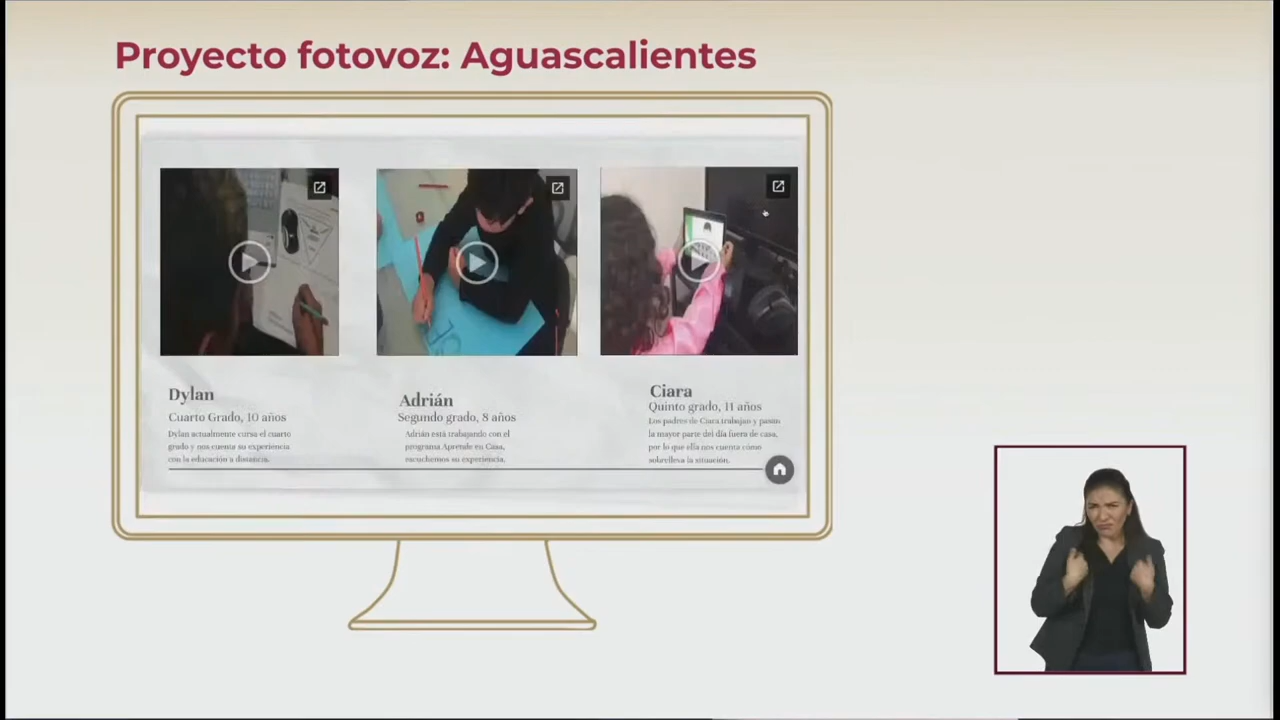 Proyecto fotovoz: Aguascalientes
Dylan
Cuarto Grado, 10 años
Dylan actualmente cursa el cuarto
grado y nos cuenta su experiencia
con la educación a distancia.
Adrián
Segundo grado, 8 años
Adrián está trabajando con el
programa Aprende en Casa,
escuchemos su experiencia.
Ciara
Quinto grado, 11 años
Los padres de Ciara trabajan y pasan
la mayor parte del día fuera de casa,
por lo que ella nos cuenta cómo
sobrelleva la situación.